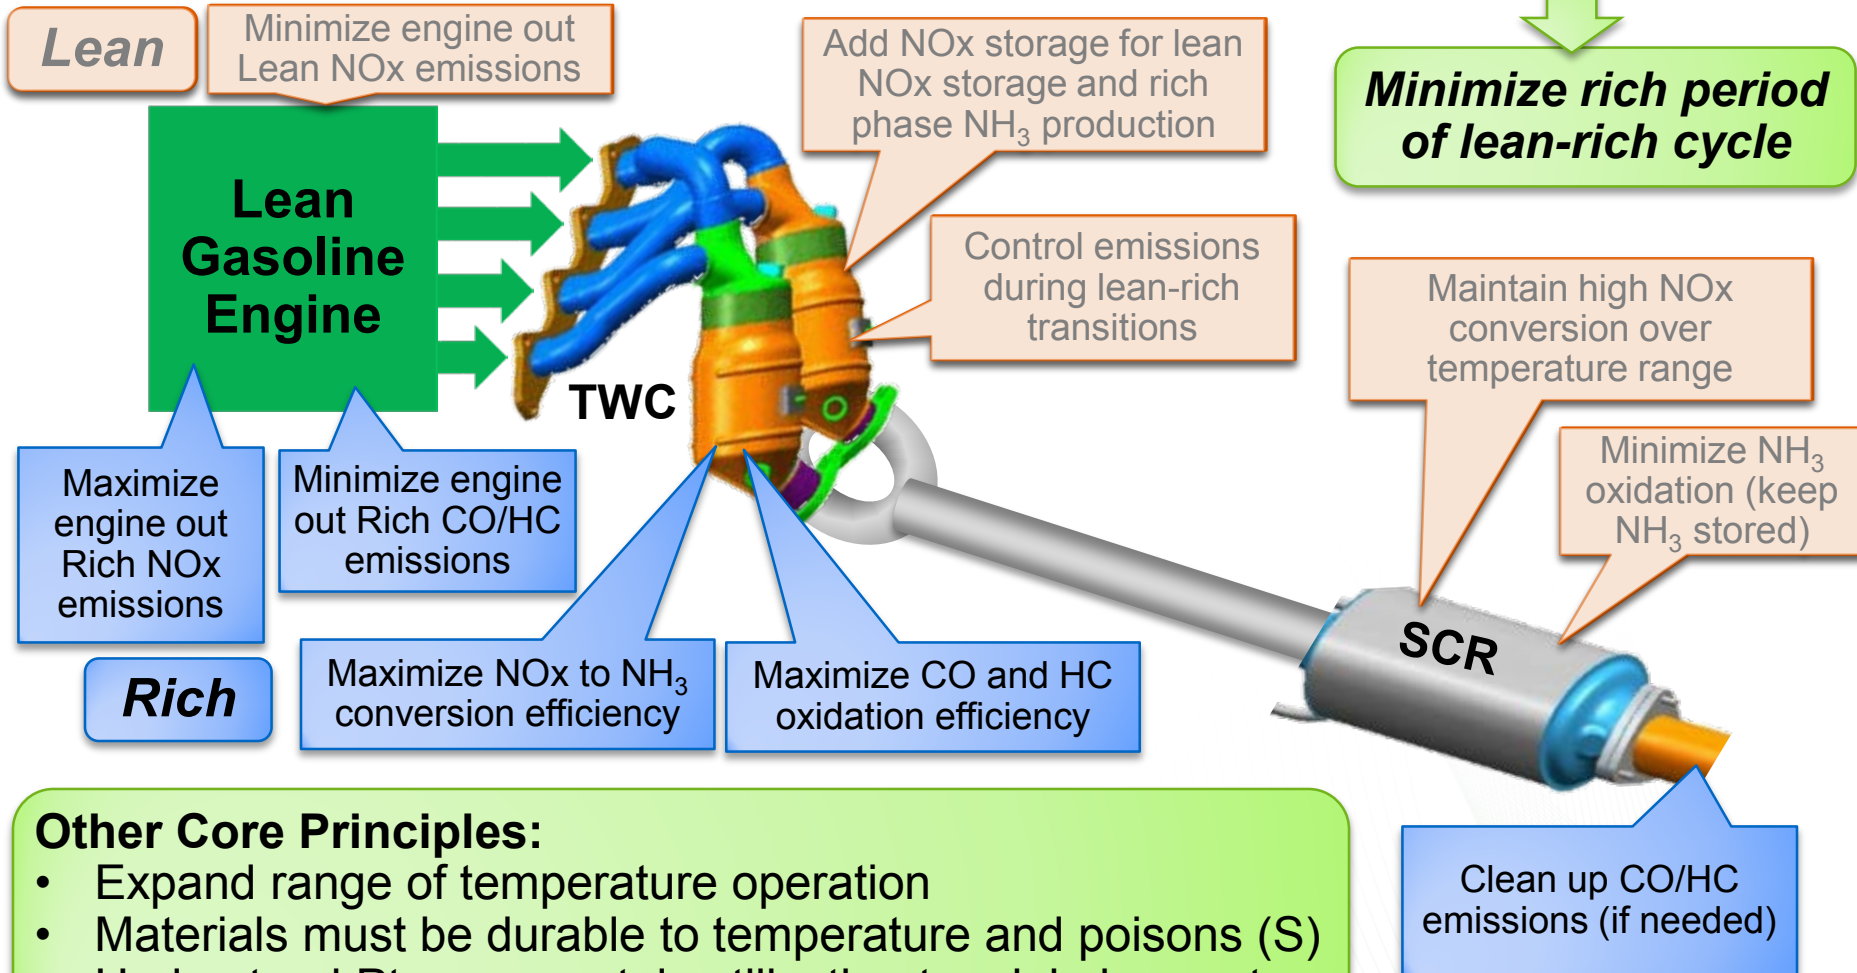 Lean
Minimize engine out
Lean NOx emissions
Add NOx storage for lean
NOx storage and rich
phase NH₃ production
Minimize rich period
of lean-rich cycle
Lean
Gasoline
Engine
Control emissions
during lean-rich
transitions
Maintain high NOx
conversion over
temperature range
TWC
Minimize NH₃
oxidation (keep
NH₃ stored)
Maximize
engine out
Rich NOx
emissions
Minimize engine
out Rich CO/HC
emissions
SCR
Rich
Maximize NOx to NH₃
conversion efficiency
Maximize CO and HC
oxidation efficiency
Other Core Principles:
• Expand range of temperature operation
• Materials must be durable to temperature and poisons (S)
Clean up CO/HC
emissions (if needed)